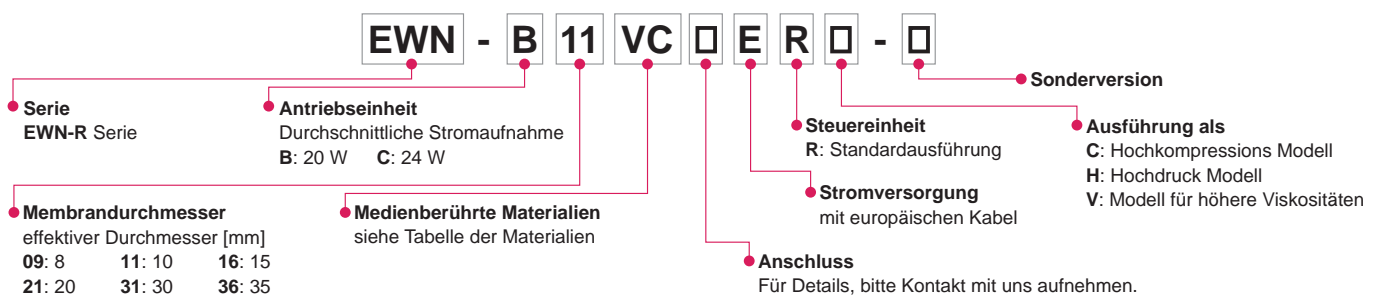 EWN - B 11 VC □ E R □ - □
Sonderversion
Serie
EWN-R Serie
Antriebseinheit
Durchschnittliche Stromaufnahme
B: 20 W C: 24 W
Steuereinheit
R: Standardausführung
Ausführung als
C: Hochkompressions Modell
H: Hochdruck Modell
V: Modell für höhere Viskositäten
Stromversorgung
mit europäischen Kabel
Membrandurchmesser
effektiver Durchmesser [mm]
09: 8 11: 10 16: 15
21: 20 31: 30 36: 35
Medienberührte Materialien
siehe Tabelle der Materialien
Anschluss
Für Details, bitte Kontakt mit uns aufnehmen.